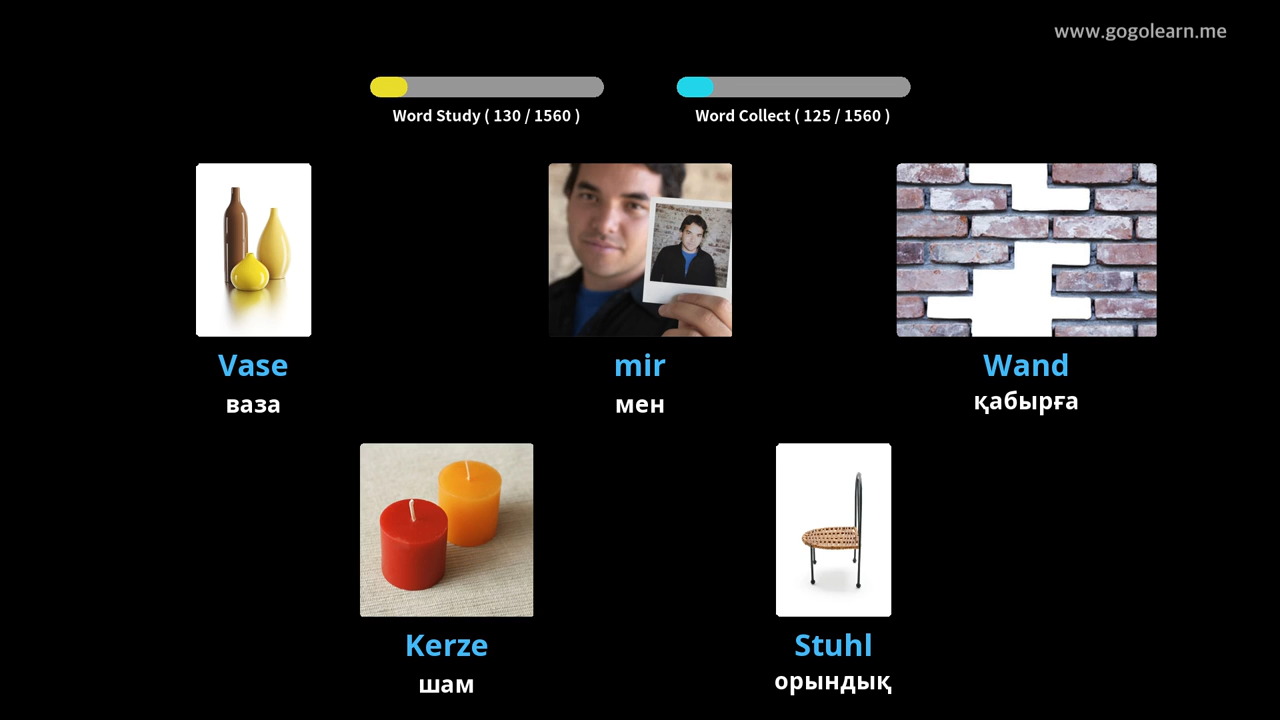 www.gogolearn.me
Word Study ( 130 / 1560 )
Word Collect ( 125 / 1560 )
Vase
ваза
mir
мен
Wand
қабырға
Kerze
шам
Stuhl
орындық